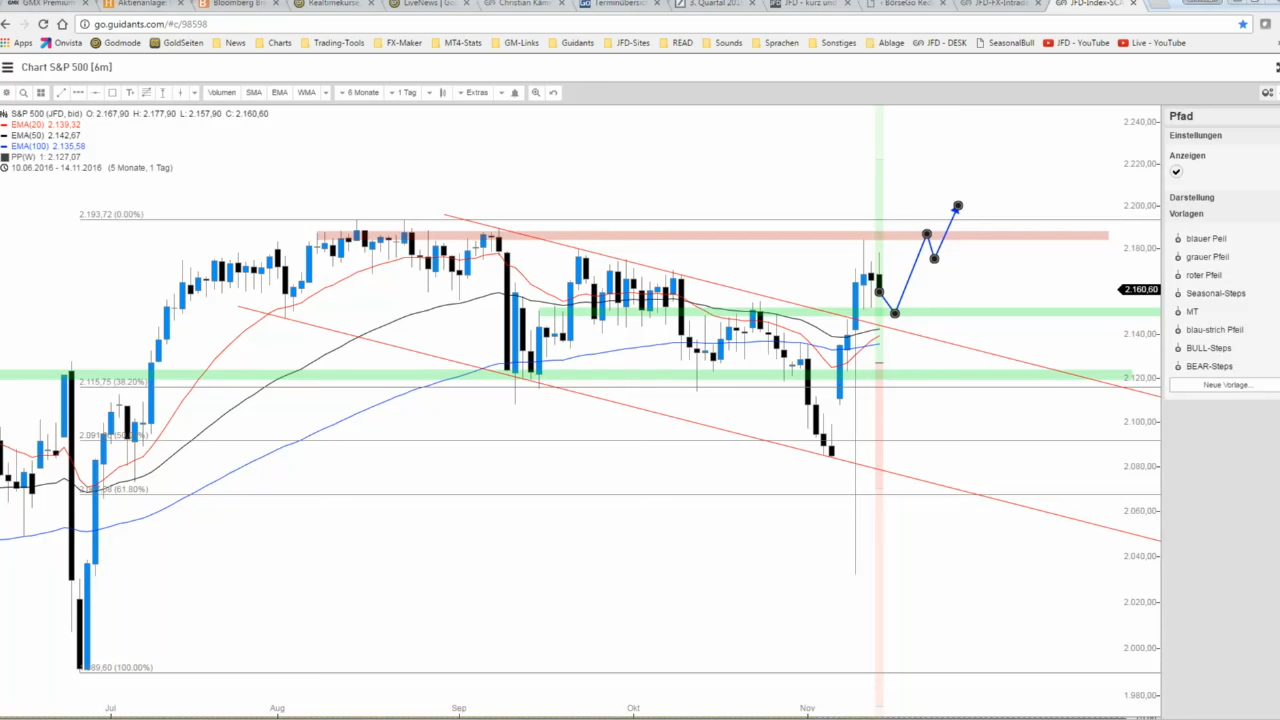 GMX Premium
Aktienanlage
Bloomberg
Realtimekurse
LiveNews | Go
Christian Käm
Terminübersi
3. Quartal 201
JFD - kurz und
BörseGo Red
JFD-FX-Intrad
JFD-Index-SC
go.guidants.com/#c/98598
Apps Onvista Godmode GoldSeiten News Charts Trading-Tools FX-Maker MT4-Stats GM-Links Guidants JFD-Sites READ Sounds Sprachen Sonstiges Ablage JFD - DESK SeasonalBull JFD - YouTube Live - YouTube
Chart S&P 500 [6m]
Volumen SMA EMA WMA 6 Monate 1 Tag Extras
S&P 500 (JFD, bid) O: 2.167,90 H: 2.177,90 L: 2.157,90 C: 2.160,60
EMA(20) 2.139,32
EMA(50) 2.142,67
EMA(100) 2.135,58
PP(W) 1: 2.127,07
10.06.2016 - 14.11.2016 (5 Monate, 1 Tag)
2.193,72 (0.00%)
2.115,75 (38.20%)
(61.80%)
(100.00%)
2.240,00
2.220,00
2.200,00
2.180,00
2.160,60
2.140,00
2.120,00
2.100,00
2.080,00
2.060,00
2.040,00
2.020,00
2.000,00
1.980,00
Jul Aug Sep Okt Nov
Pfad
Einstellungen
Anzeigen
Darstellung
Vorlagen
blauer Peil
grauer Pfeil
roter Pfeil
Seasonal-Steps
MT
blau-strich Pfeil
BULL-Steps
BEAR-Steps
Neue Vorlage...